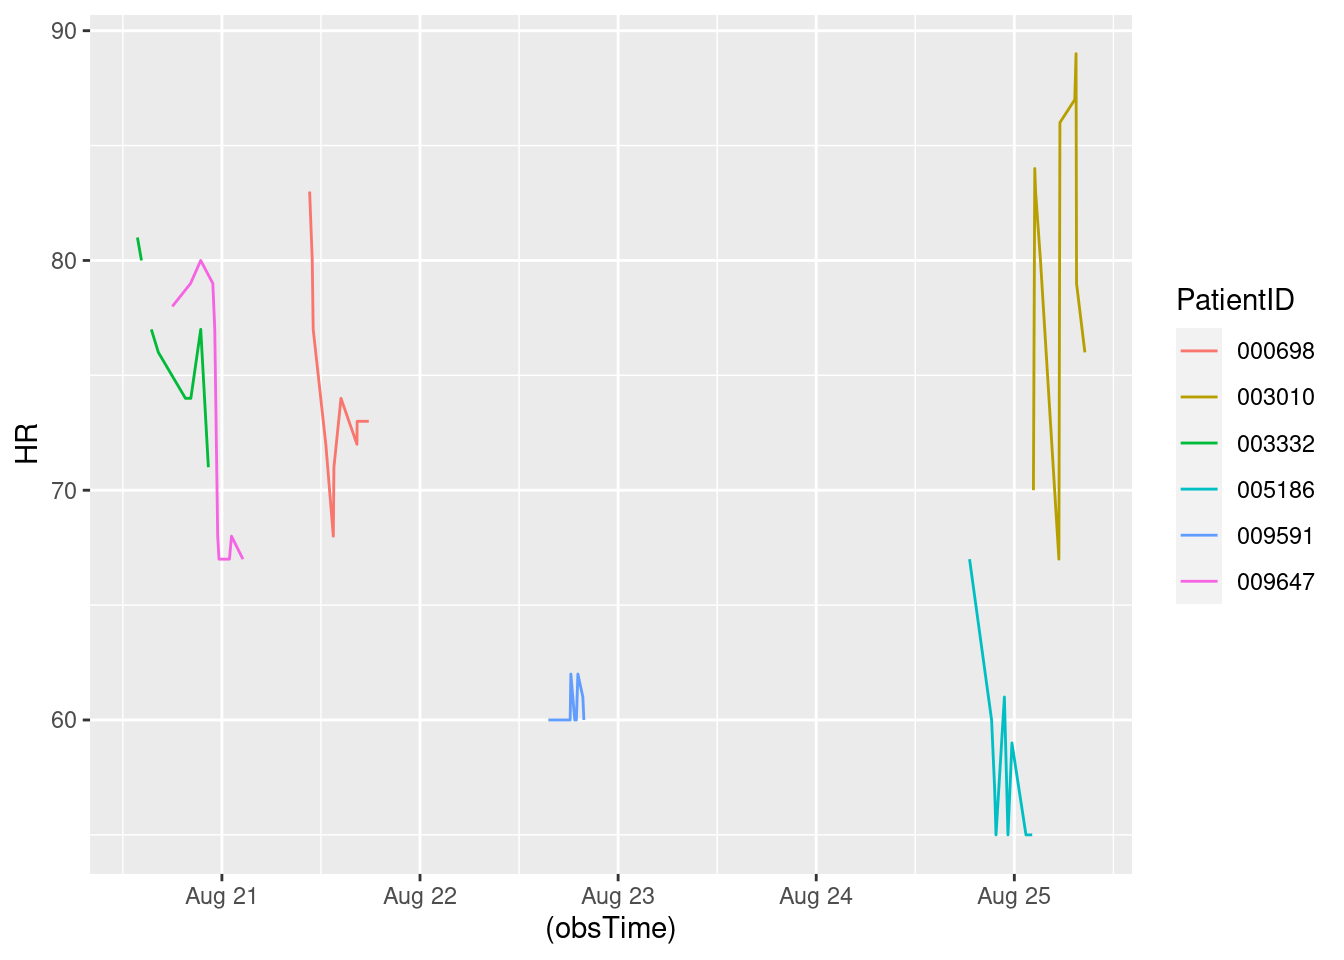 90
80
70
60
HR
Aug 21
Aug 22
Aug 23
Aug 24
Aug 25
(obsTime)
PatientID
000698
003010
003332
005186
009591
009647